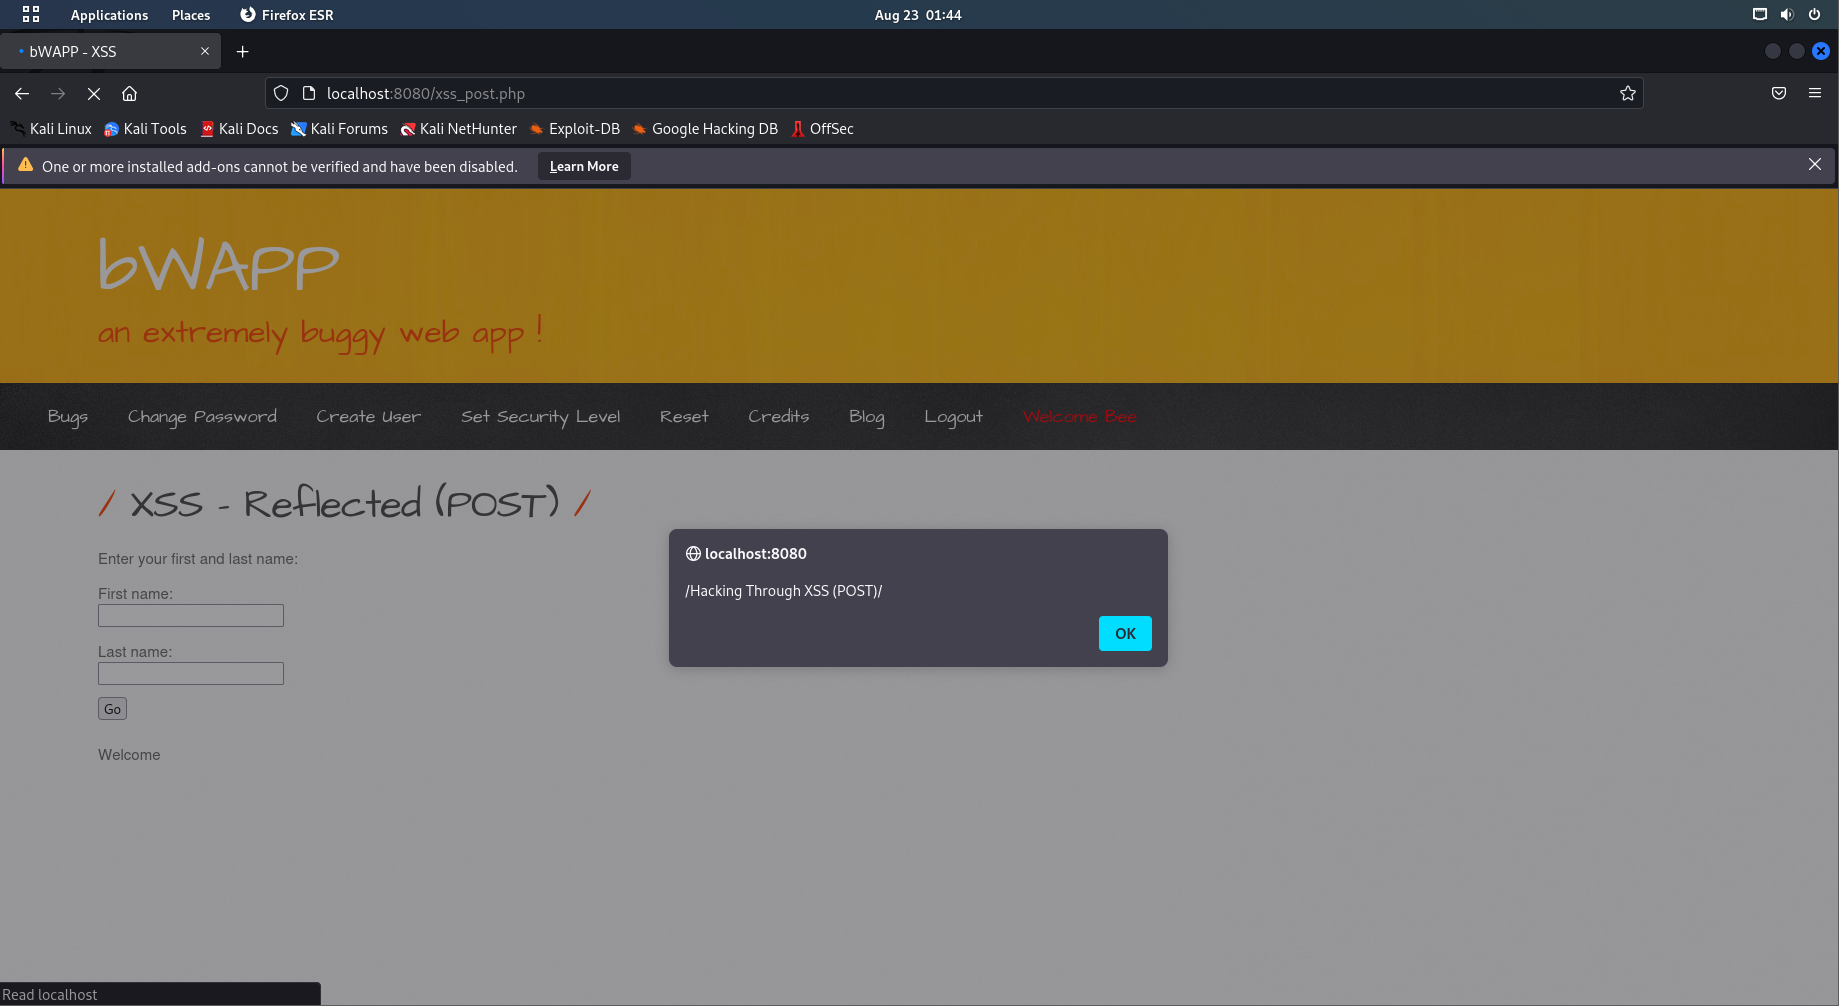 Applications Places Firefox ESR Aug 23 01:44
bWAPP - XSS
localhost:8080/xss_post.php
Kali Linux Kali Tools Kali Docs Kali Forums Kali NetHunter Exploit-DB Google Hacking DB OffSec
One or more installed add-ons cannot be verified and have been disabled. Learn More
bWAPP
an extremely buggy web app !
Bugs Change Password Create User Set Security Level Reset Credits Blog Logout Welcome Bee
/ XSS - Reflected (POST) /
Enter your first and last name:
First name:
Last name:
Go
Welcome
localhost:8080
/Hacking Through XSS (POST)/
OK
Read localhost